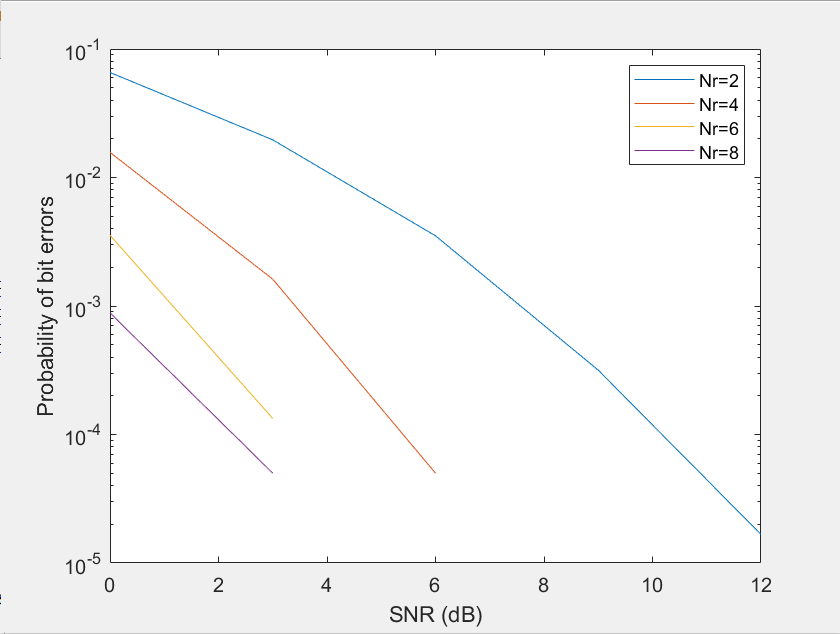 10-1
Nr=2
Nr=4
Nr=6
Nr=8
10-2
Probability of bit errors
10-3
10-4
10-5
0 2 4 6 8 10 12
SNR (dB)